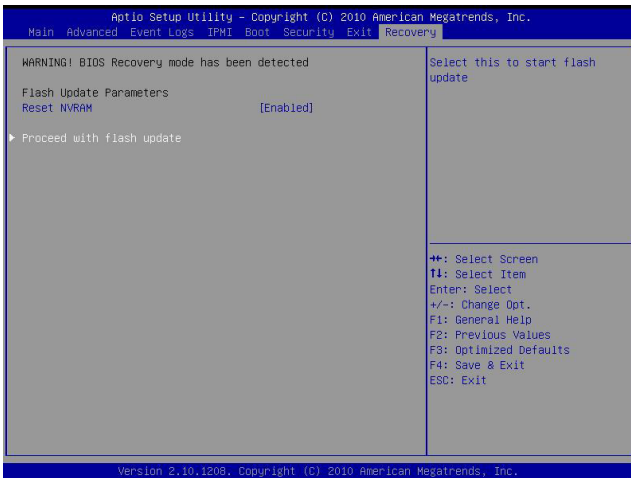 Aptio Setup Utility – Copyright (C) 2010 American Megatrends, Inc.
Main Advanced Event Logs IPMI Boot Security Exit Recovery
WARNING! BIOS Recovery mode has been detected
Flash Update Parameters
Reset NVRAM [Enabled]
▶ Proceed with flash update
Select this to start flash
update
→←: Select Screen
↑↓: Select Item
Enter: Select
+/-: Change Opt.
F1: General Help
F2: Previous Values
F3: Optimized Defaults
F4: Save & Exit
ESC: Exit
Version 2.10.1208. Copyright (C) 2010 American Megatrends, Inc.